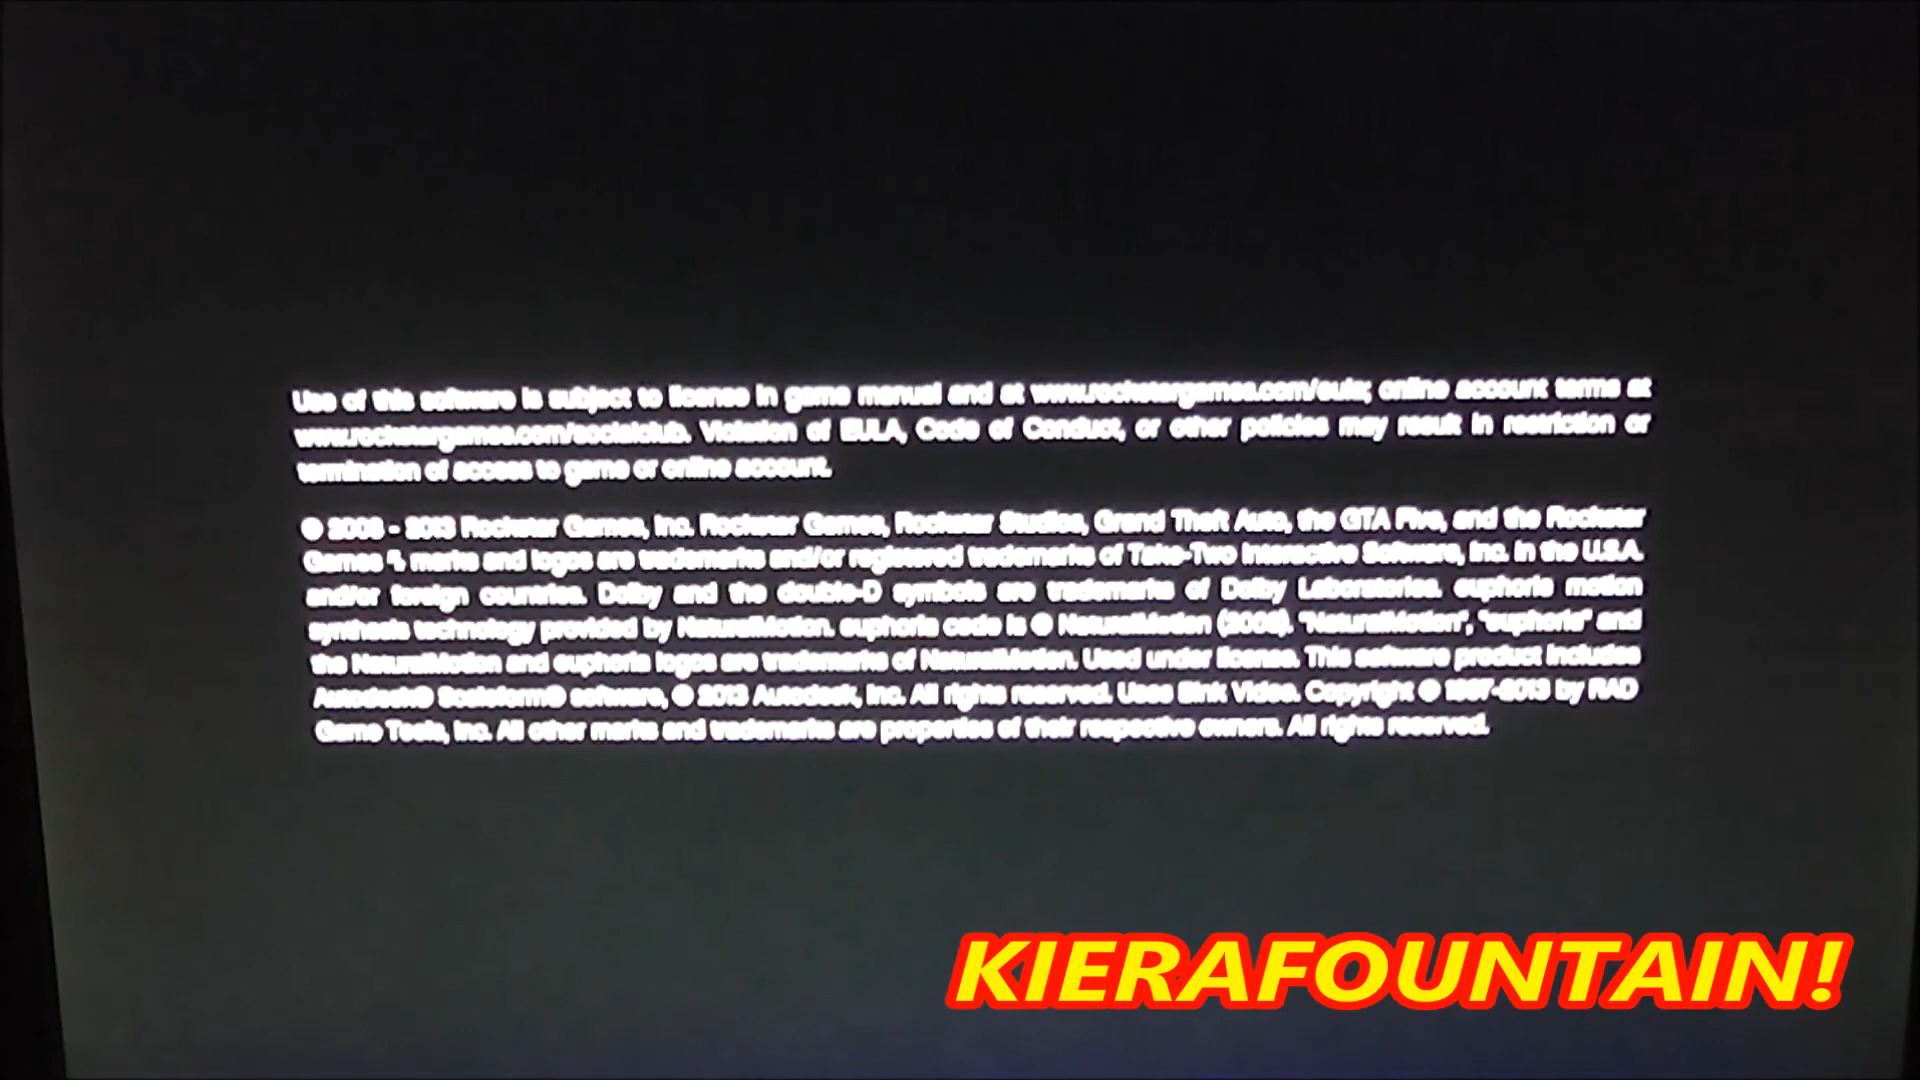 Use of this software is subject to license in game manual and at www.rockstargames.com/eula; online account terms at
www.rockstargames.com/socialclub. Violation of EULA, Code of Conduct, or other policies may result in restriction or
termination of access to game or online account.
© 2008 - 2013 Rockstar Games, Inc. Rockstar Games, Rockstar Studios, Grand Theft Auto, the GTA Five, and the Rockstar
Games R* marks and logos are trademarks and/or registered trademarks of Take-Two Interactive Software, Inc. in the U.S.A.
and/or foreign countries. Dolby and the double-D symbols are trademarks of Dolby Laboratories. euphoria motion
synthesis technology provided by NaturalMotion. euphoria code is © NaturalMotion (2008). "NaturalMotion", "euphoria" and
the NaturalMotion and euphoria logos are trademarks of NaturalMotion. Used under license. This software product includes
Autodesk® Scaleform® software, © 2013 Autodesk, Inc. All rights reserved. Uses Bink Video. Copyright © 1997-2013 by RAD
Game Tools, Inc. All other marks and trademarks are properties of their respective owners. All rights reserved.
KIERAFOUNTAIN!